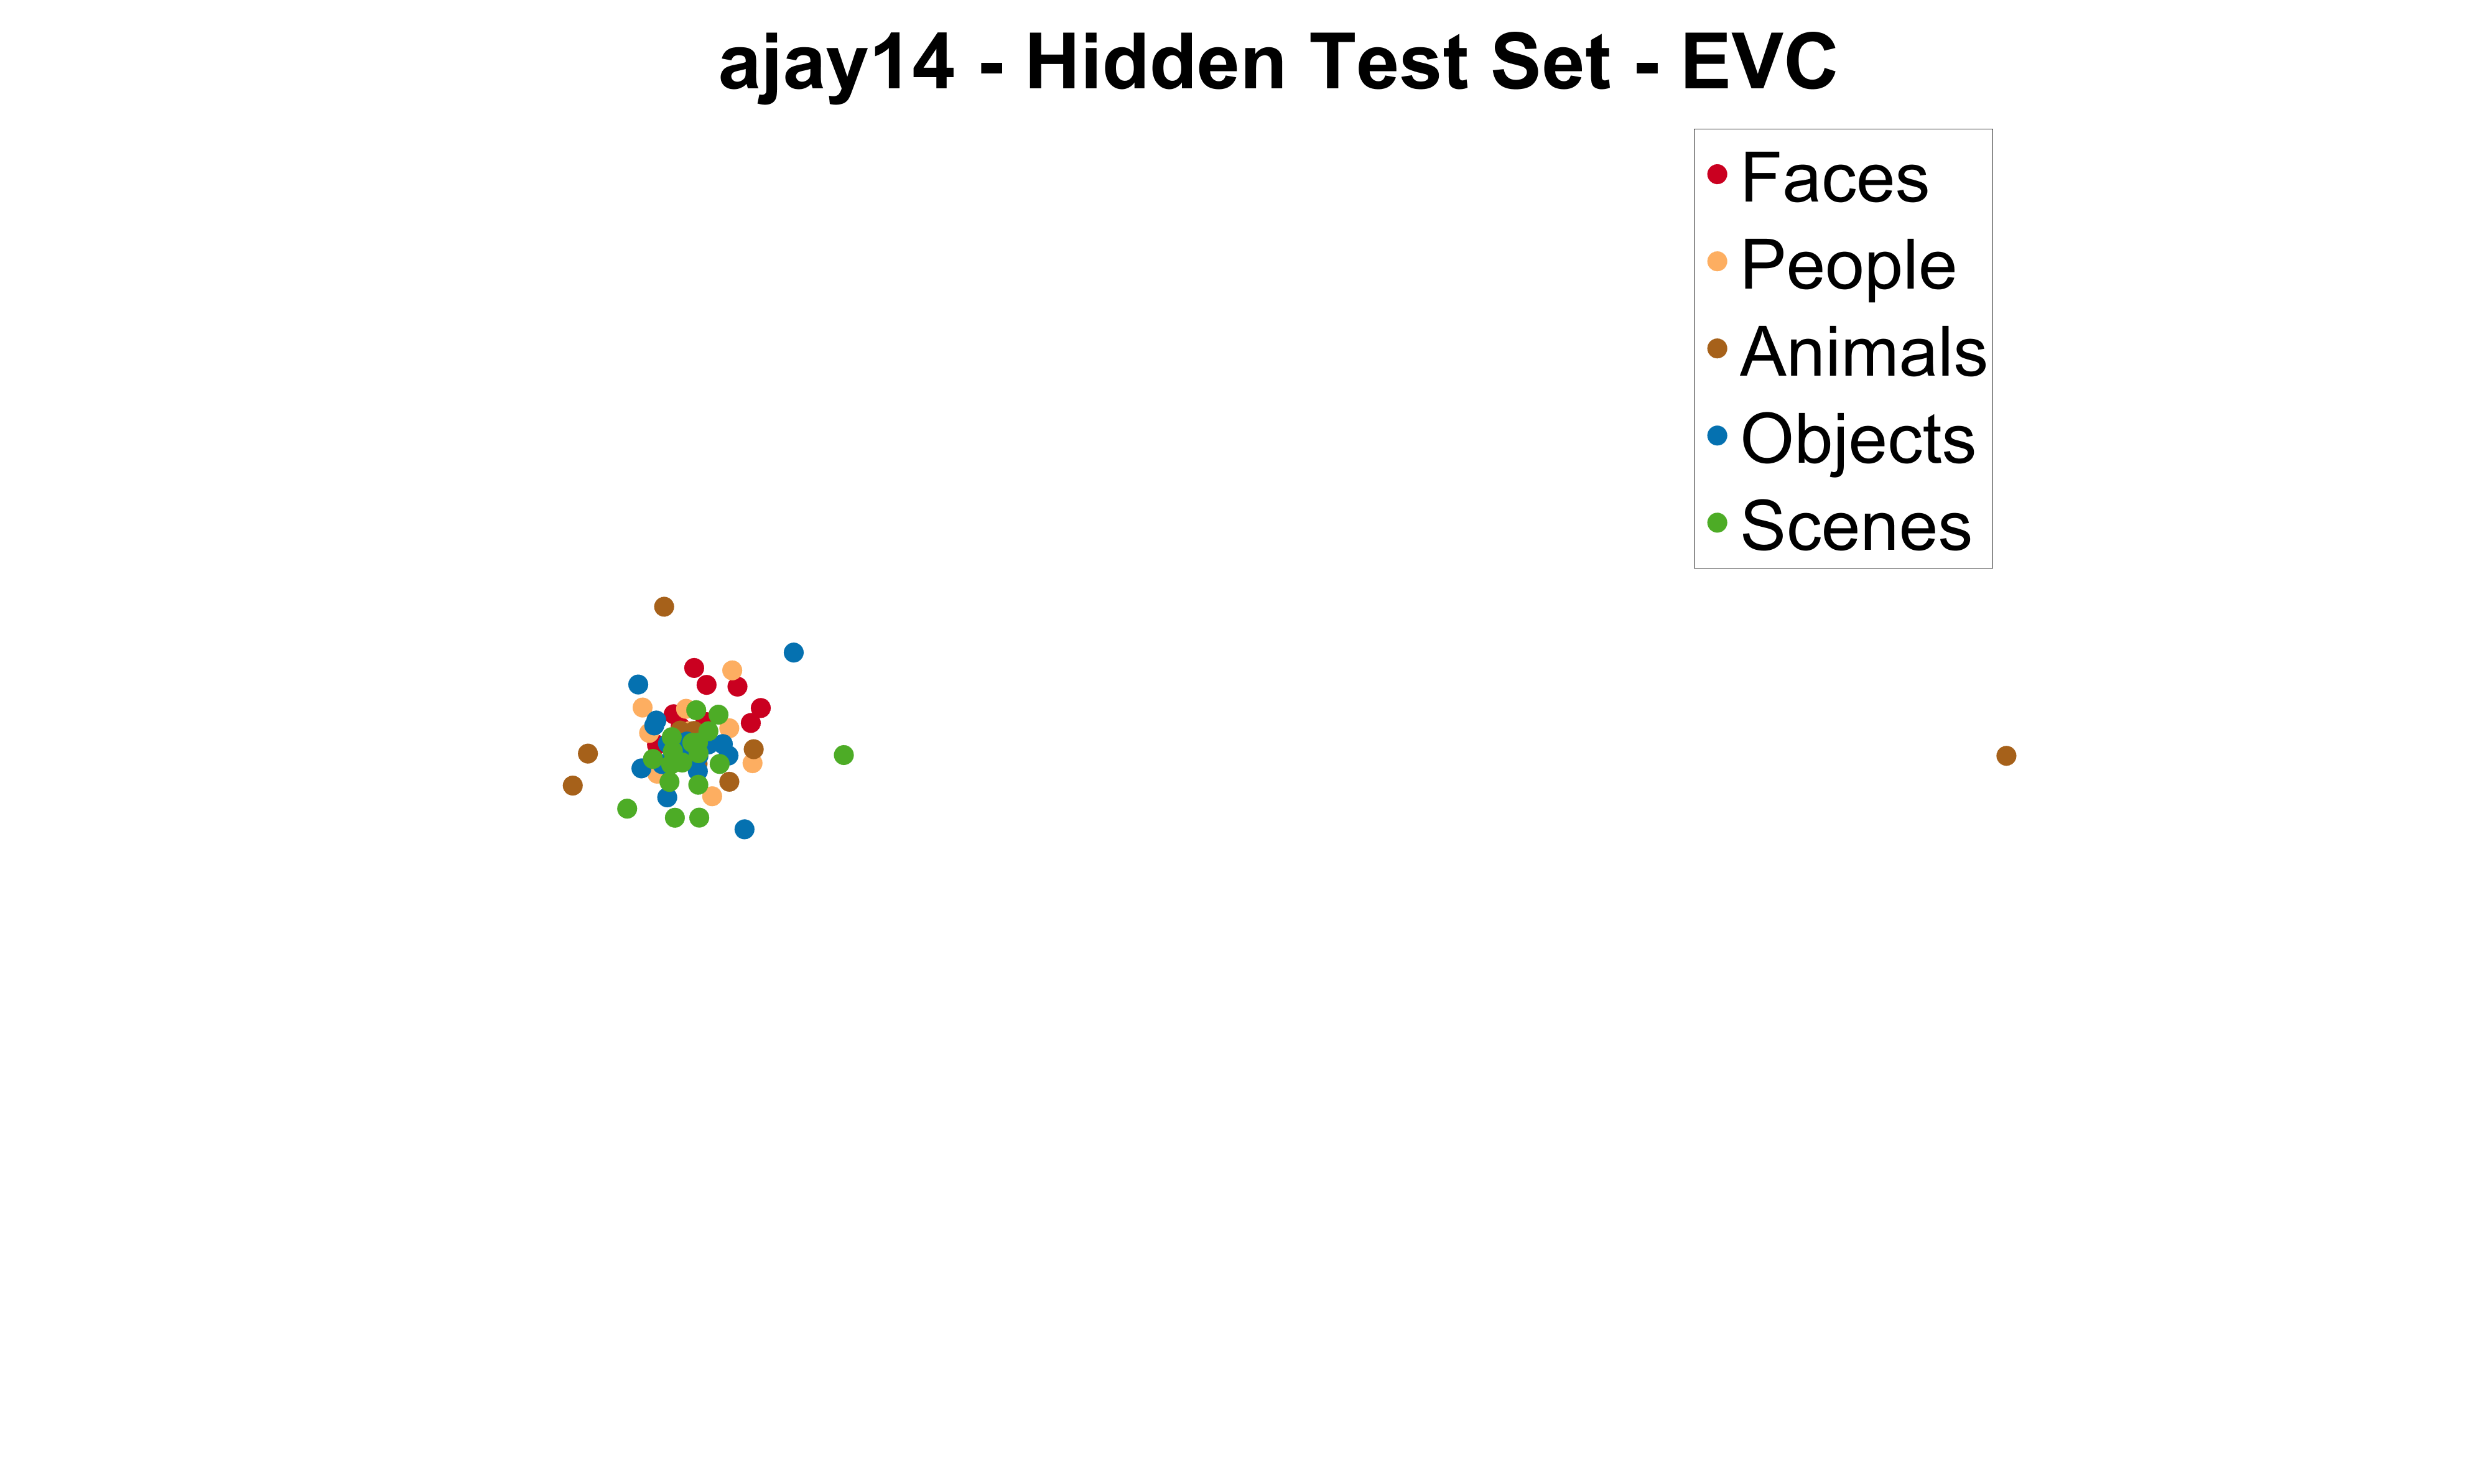 ajay14 - Hidden Test Set - EVC
Faces
People
Animals
Objects
Scenes